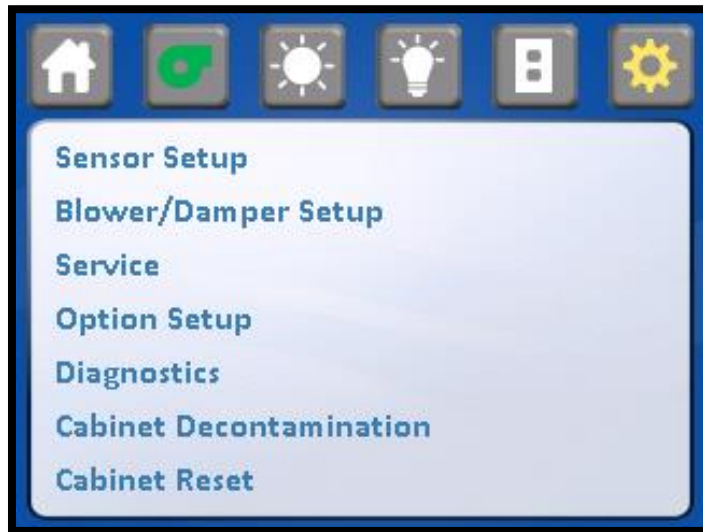 Sensor Setup
Blower/Damper Setup
Service
Option Setup
Diagnostics
Cabinet Decontamination
Cabinet Reset